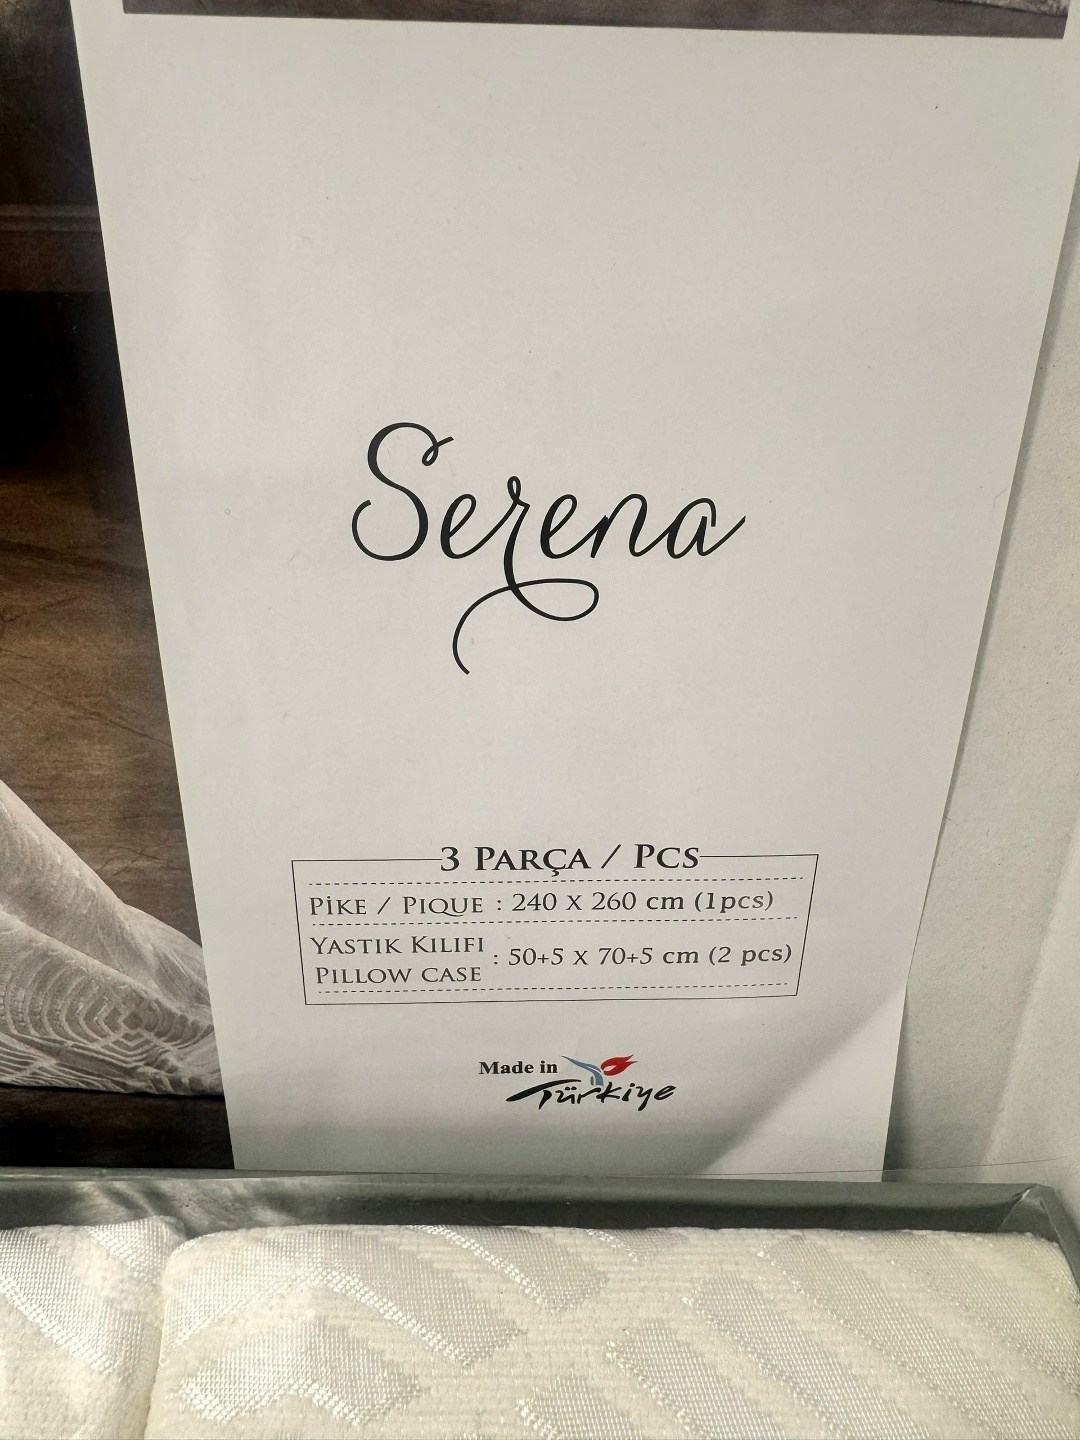 Serena
3 PARÇA / PCS
PİKE / PIQUE : 240 X 260 cm (1pcs)
YASTIK KILIFI
PILLOW CASE : 50+5 X 70+5 cm (2 pcs)
Made in
Türkiye